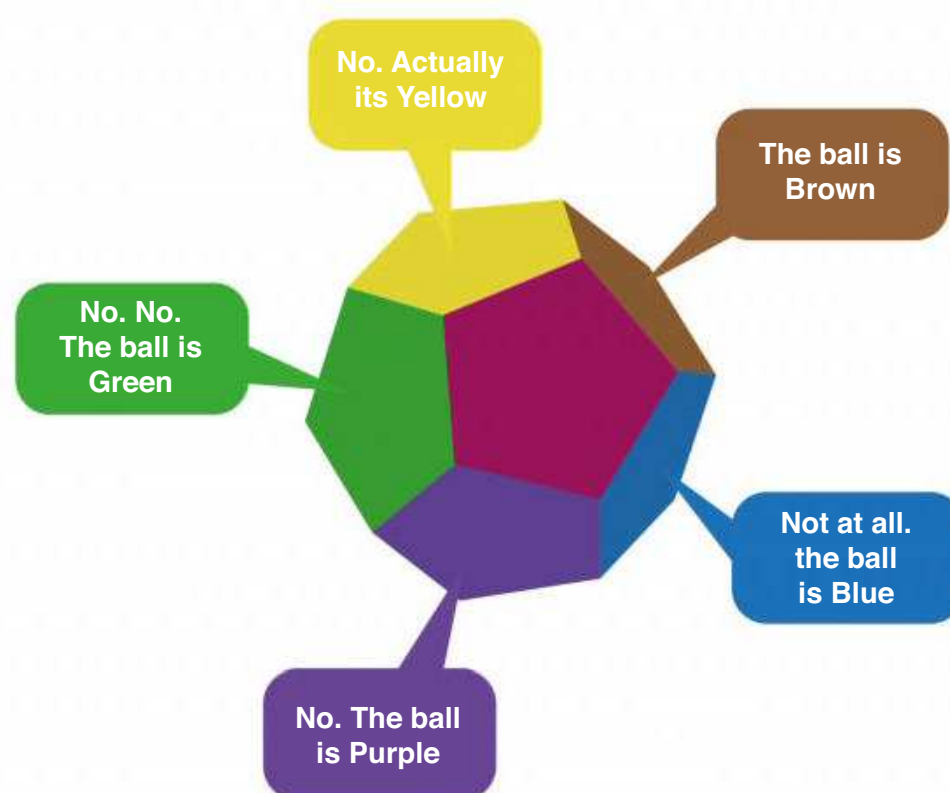 No. Actually
its Yellow
The ball is
Brown
No. No.
The ball is
Green
Not at all.
the ball
is Blue
No. The ball
is Purple